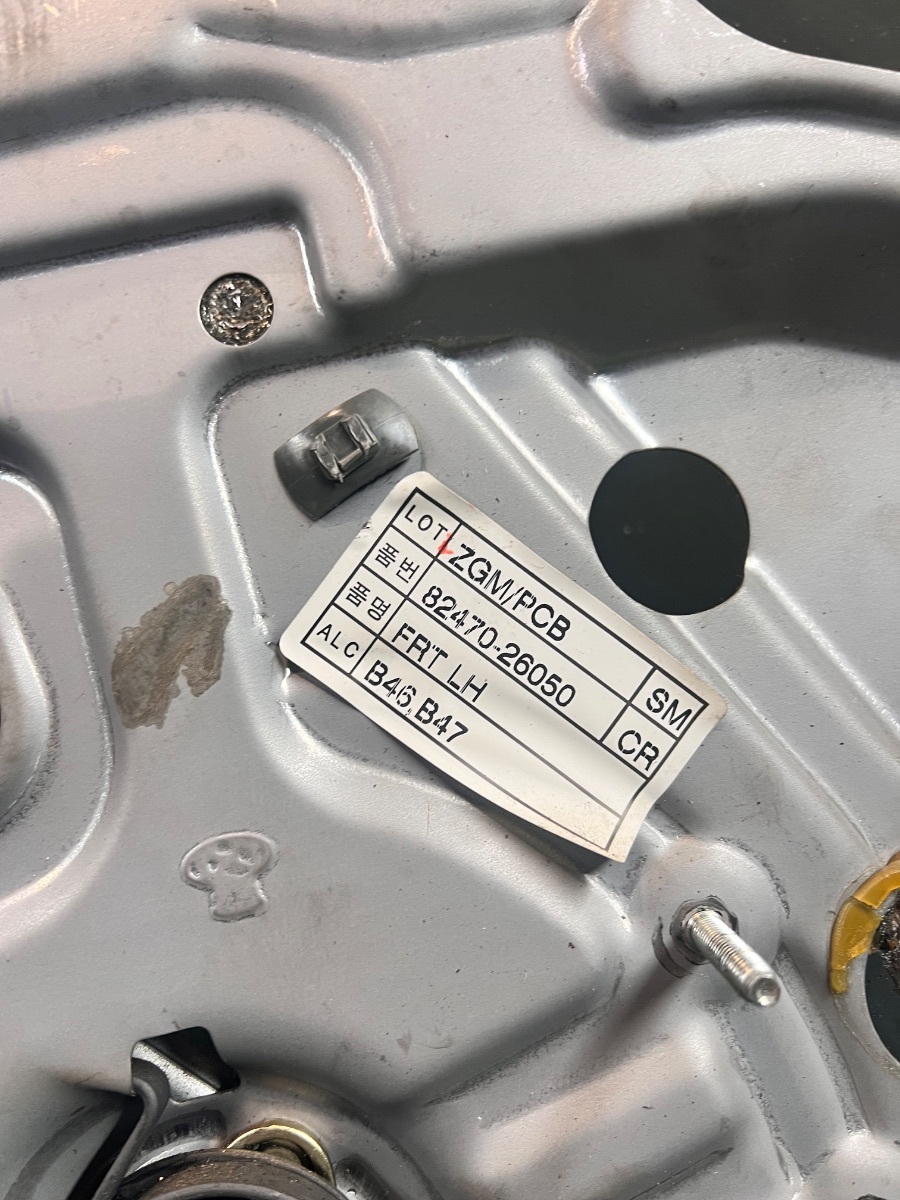 LOT ZGM/PCB SM
품번 82470-26050 CR
품명 FRT LH
ALC B46,B47